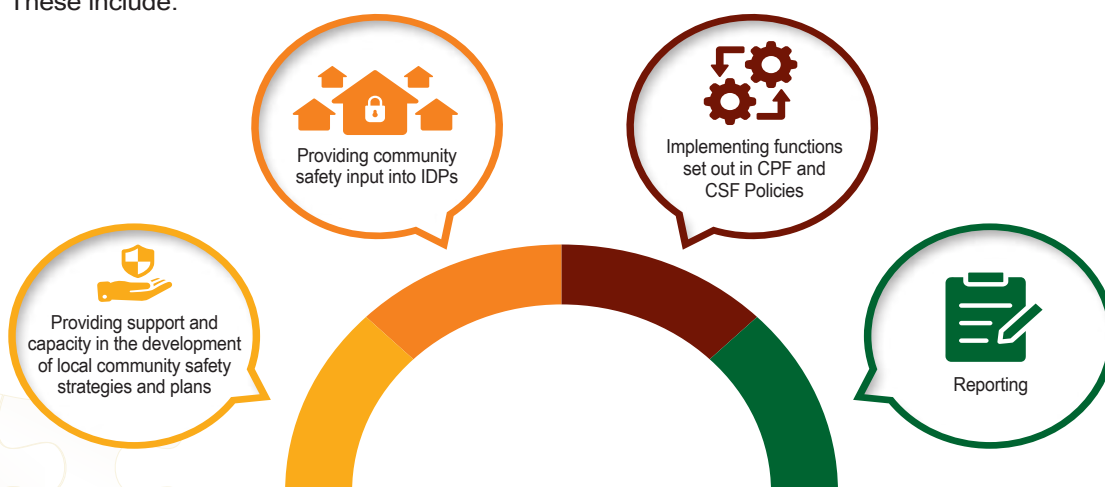 These include:
Providing community
safety input into IDPs
Implementing functions
set out in CPF and
CSF Policies
Providing support and
capacity in the development
of local community safety
strategies and plans
Reporting